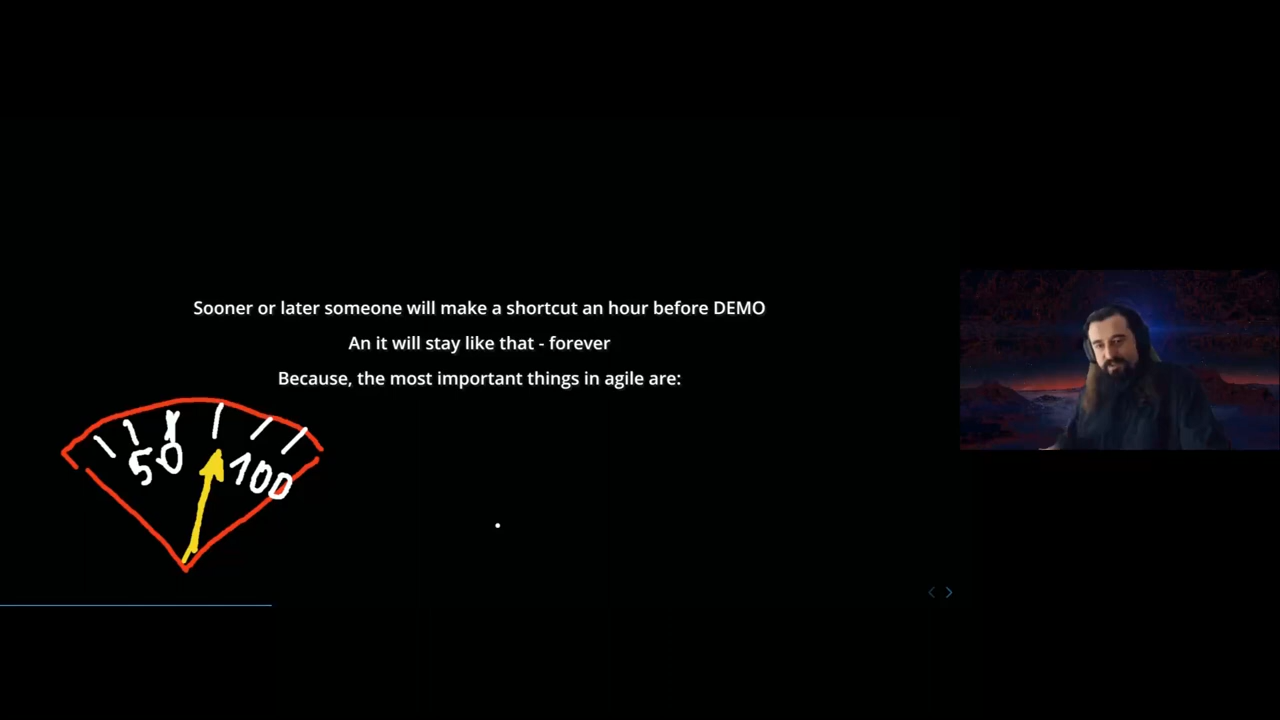 Sooner or later someone will make a shortcut an hour before DEMO
An it will stay like that - forever
Because, the most important things in agile are:
50
100